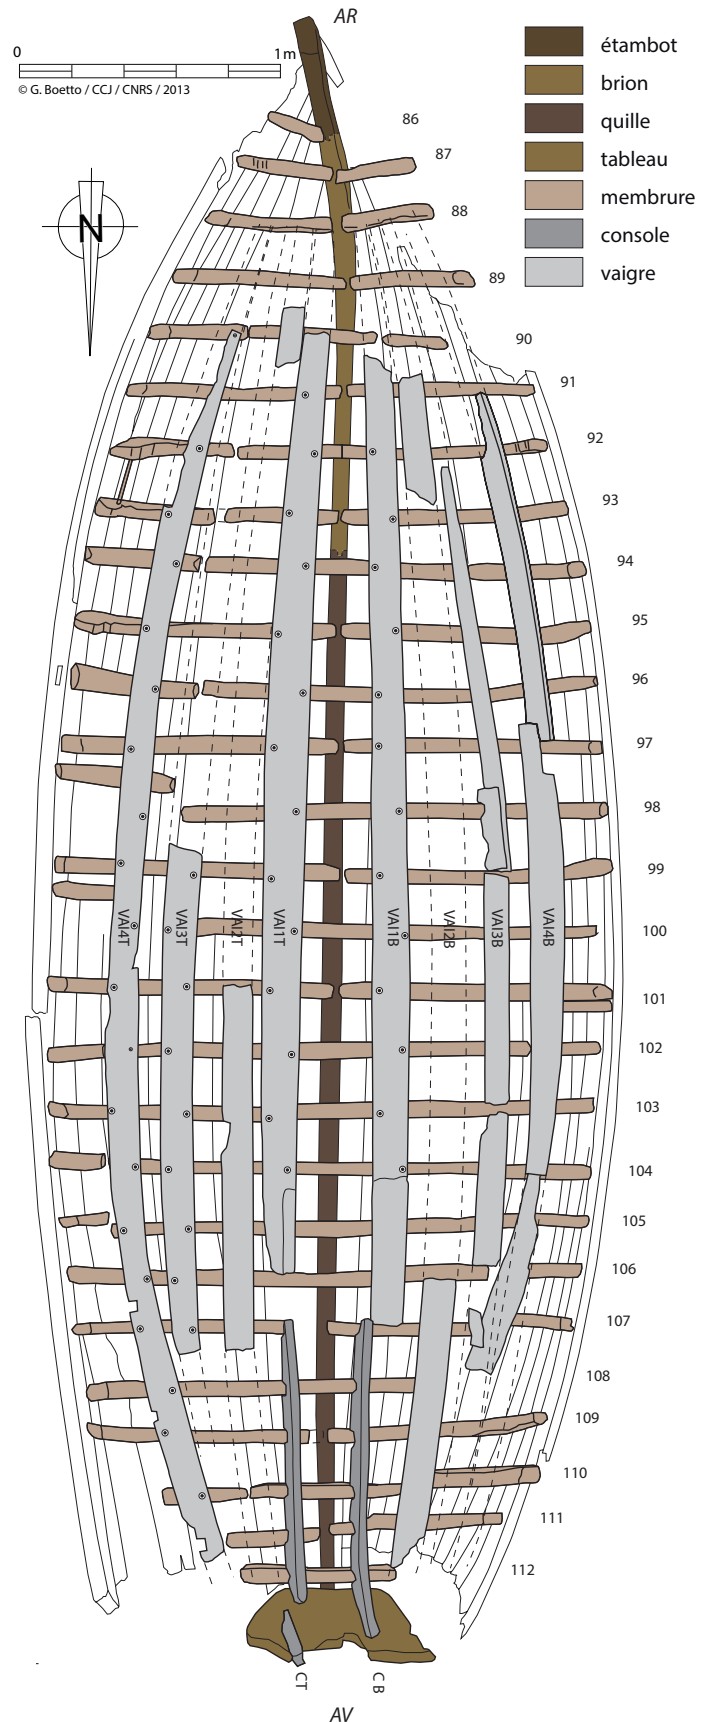 AR
0 1 m
© G. Boetto / CCJ / CNRS / 2013
étambot
brion
quille
tableau
membrure
console
vaigre
N
86
87
88
89
90
91
92
93
94
95
96
97
98
99
100
101
102
103
104
105
106
107
108
109
110
111
112
VAI4T
VAI3T
VAI2T
VAI1T
VAI1B
VAI2B
VAI3B
VAI4B
CT
CB
AV